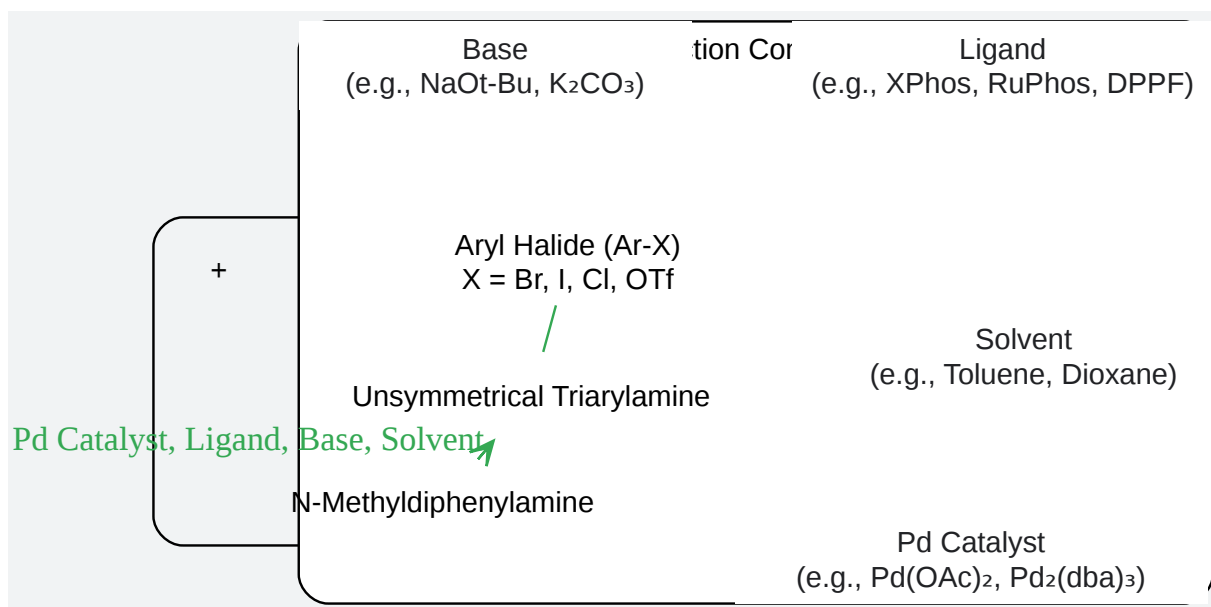 Base
(e.g., NaOt-Bu, K₂CO₃)
Ligand
(e.g., XPhos, RuPhos, DPPF)
Aryl Halide (Ar-X)
X = Br, I, Cl, OTf
+
Solvent
(e.g., Toluene, Dioxane)
Unsymmetrical Triarylamine
Pd Catalyst, Ligand, Base, Solvent
N-Methyldiphenylamine
Pd Catalyst
(e.g., Pd(OAc)₂, Pd₂(dba)₃)